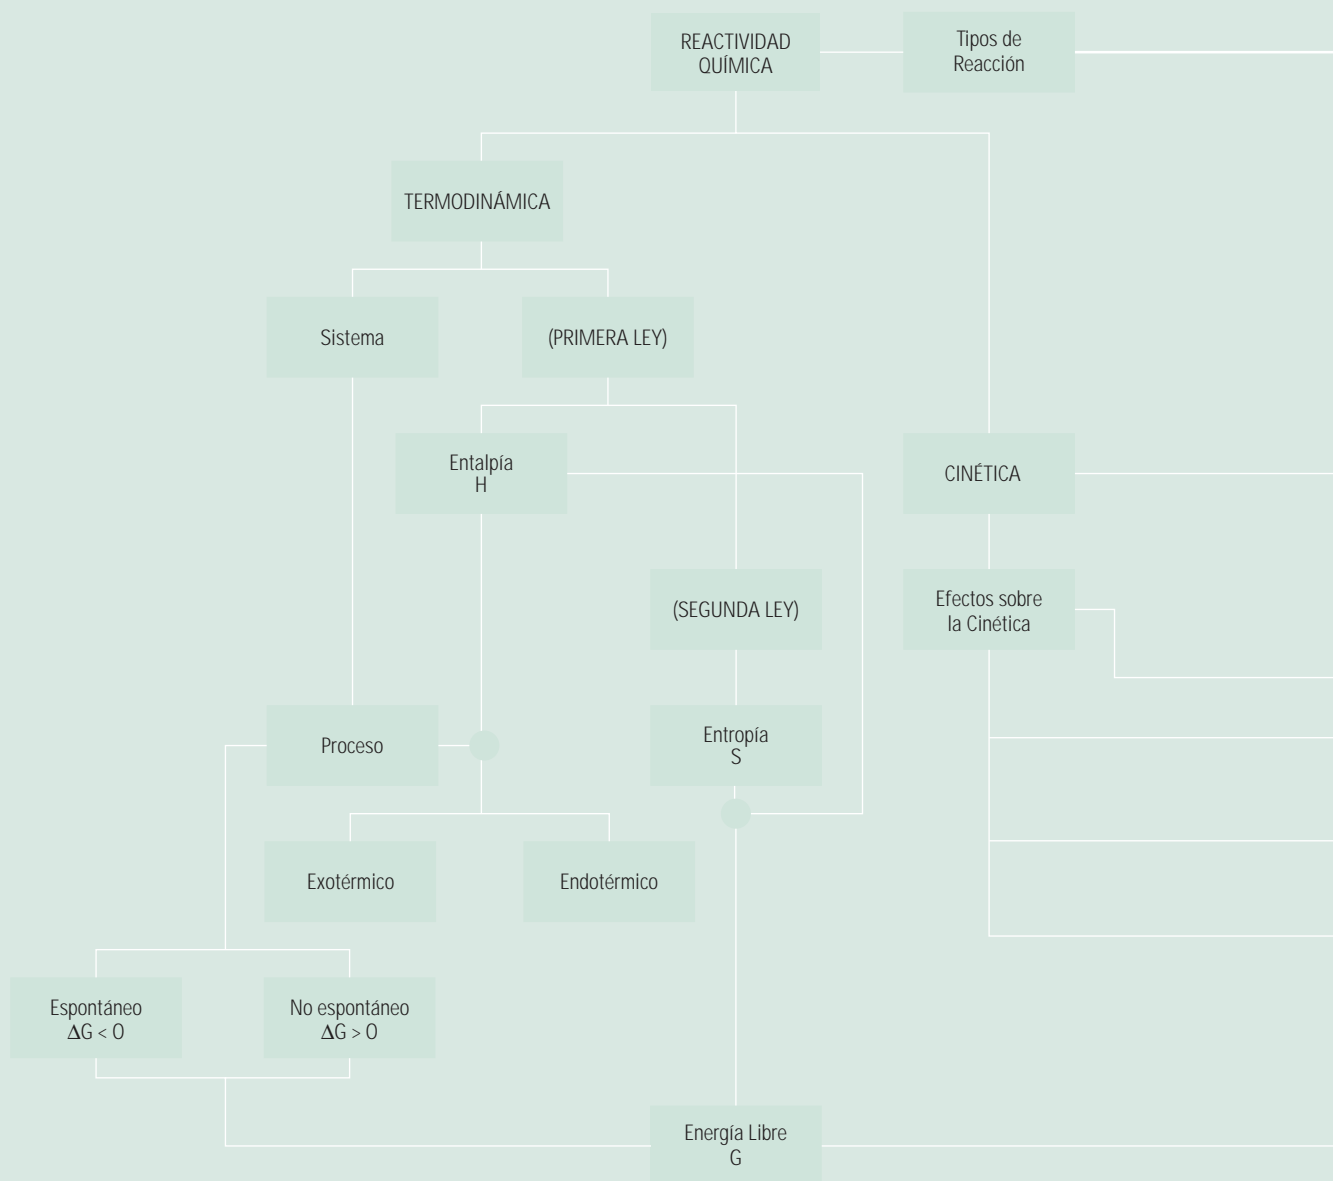 REACTIVIDAD
QUÍMICA
Tipos de
Reacción
TERMODINÁMICA
Sistema
(PRIMERA LEY)
Entalpía
H
CINÉTICA
(SEGUNDA LEY)
Efectos sobre
la Cinética
Proceso
Entropía
S
Exotérmico
Endotérmico
Espontáneo
ΔG < 0
No espontáneo
ΔG > 0
Energía Libre
G